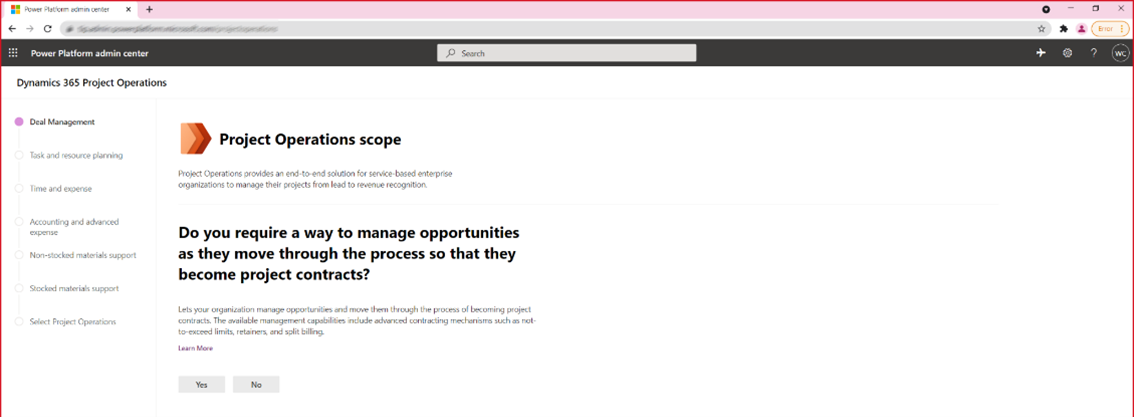 Power Platform admin center
Error
Power Platform admin center
Search
WC
Dynamics 365 Project Operations
Deal Management
Task and resource planning
Time and expense
Accounting and advanced
expense
Non-stocked materials support
Stocked materials support
Select Project Operations
Project Operations scope
Project Operations provides an end-to-end solution for service-based enterprise
organizations to manage their projects from lead to revenue recognition.
Do you require a way to manage opportunities
as they move through the process so that they
become project contracts?
Lets your organization manage opportunities and move them through the process of becoming project
contracts. The available management capabilities include advanced contracting mechanisms such as not-
to-exceed limits, retainers, and split billing.
Learn More
Yes No